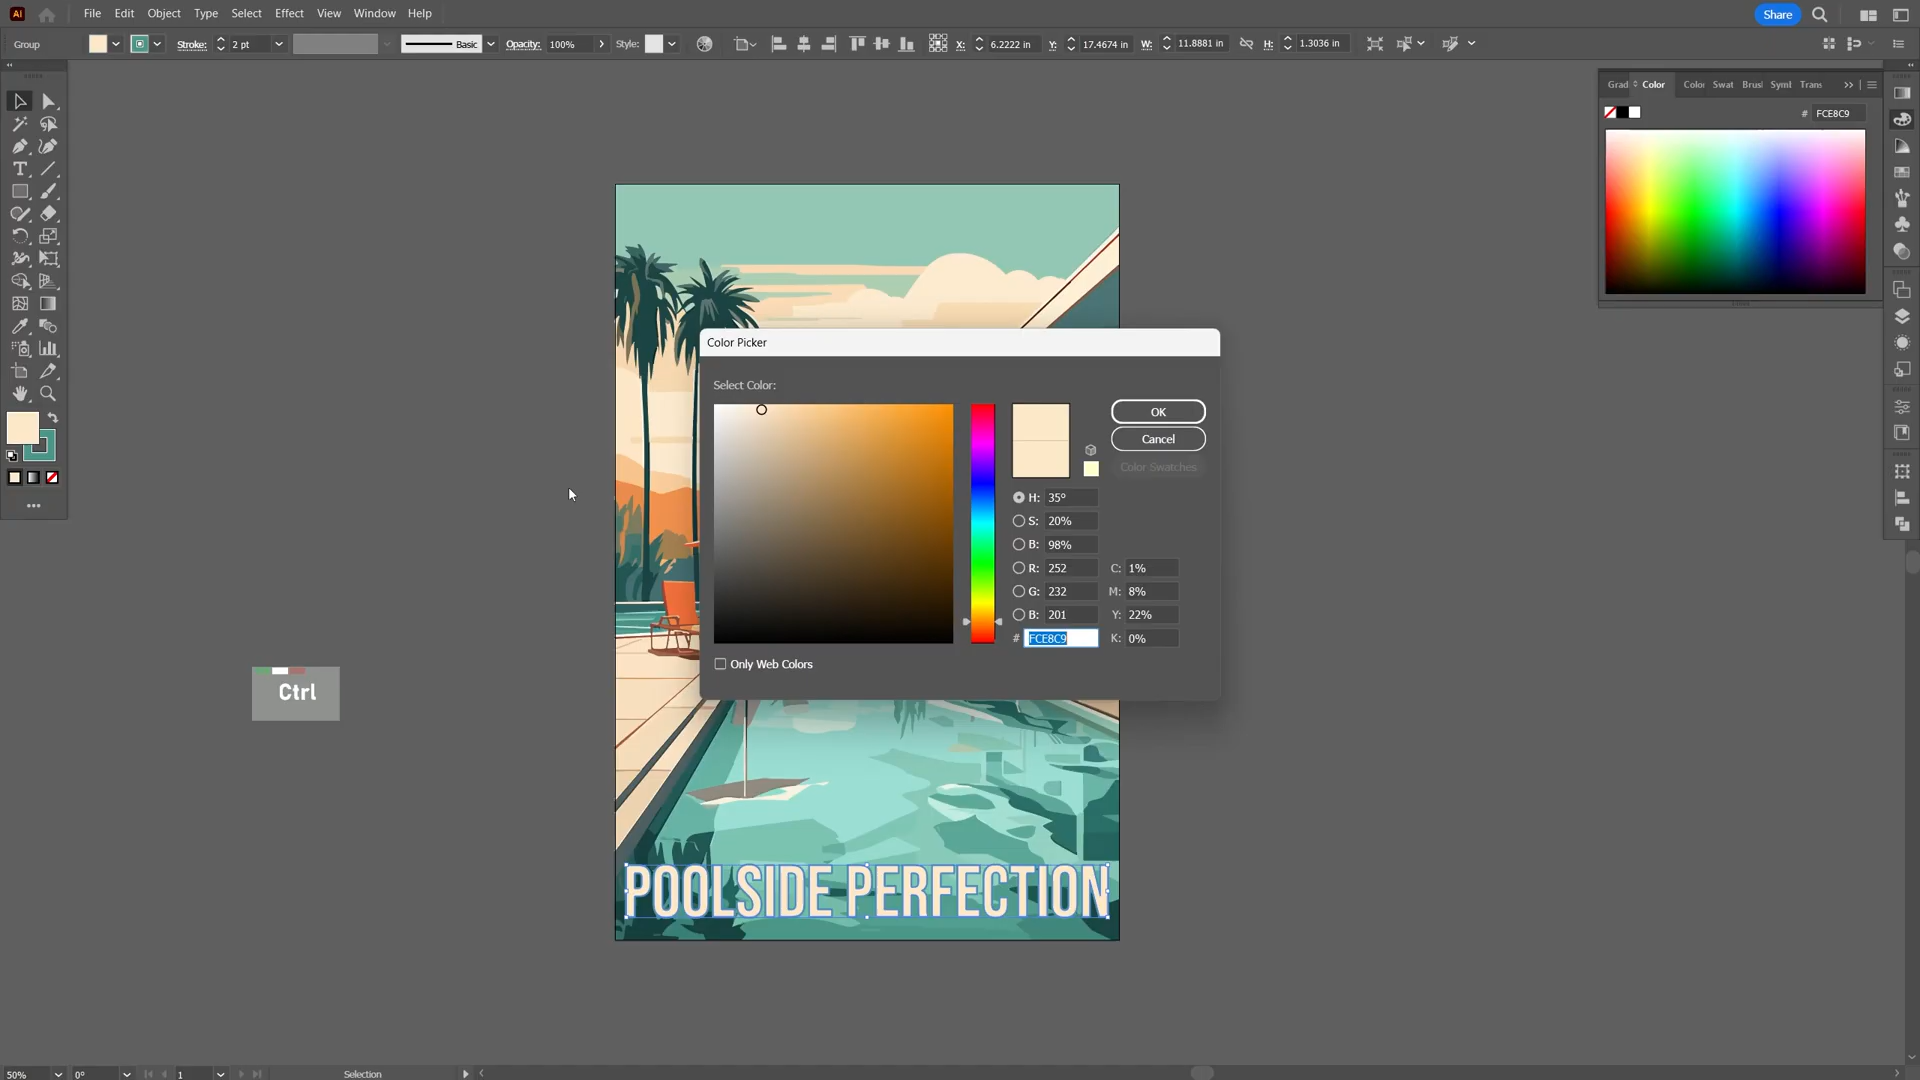 Ai File Edit Object Type Select Effect View Window Help Share
Group Stroke: 2 pt Basic Opacity: 100% Style: X: 6.2222 in Y: 17.4674 in W: 11.8881 in H: 1.3036 in
Grad Color Color Swat Brusl Symb Trans
# FCE8C9
Color Picker
Select Color:
OK
Cancel
Color Swatches
H: 35°
S: 20%
B: 98%
R: 252 C: 1%
G: 232 M: 8%
B: 201 Y: 22%
# FCE8C9 K: 0%
Only Web Colors
Ctrl
POOLSIDE PERFECTION
50% 0° 1 Selection